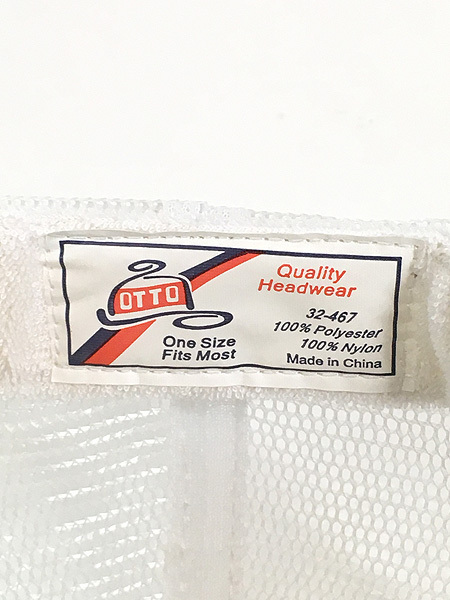 OTTO
One Size
Fits Most
Quality
Headwear
32-467
100% Polyester
100% Nylon
Made in China